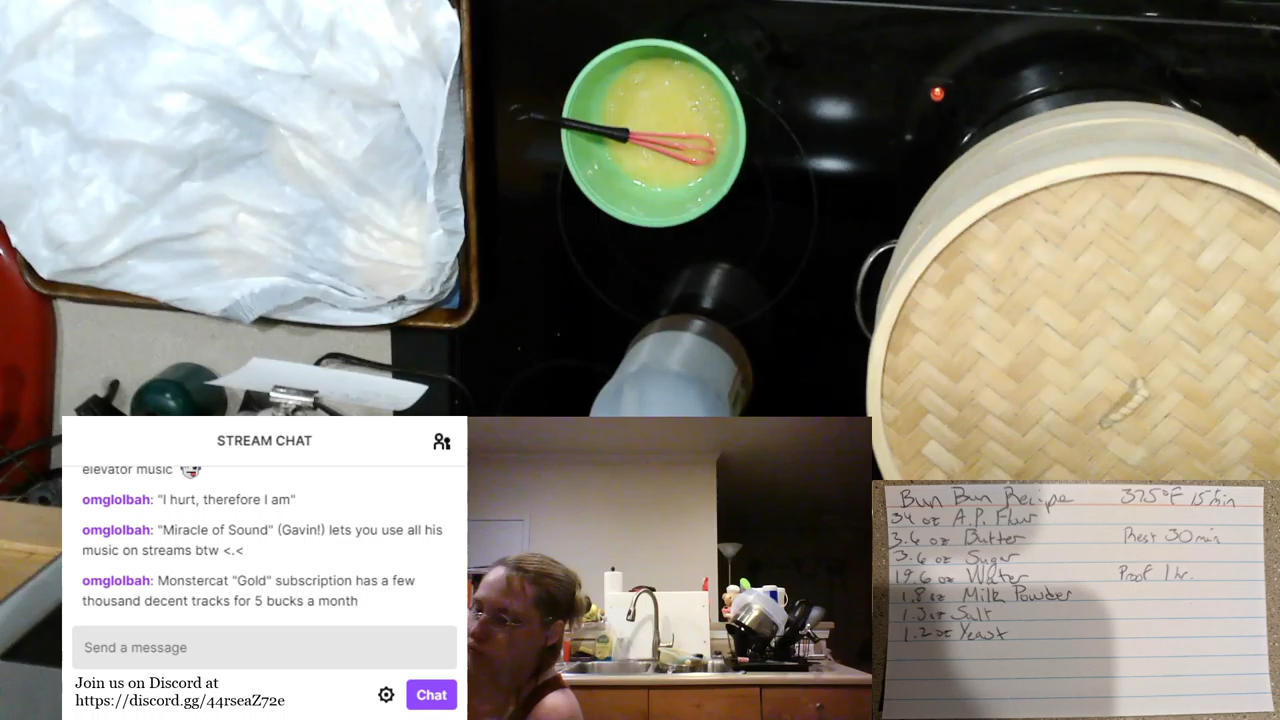 STREAM CHAT
elevator music
omglolbah: "I hurt, therefore I am"
omglolbah: "Miracle of Sound" (Gavin!) lets you use all his
music on streams btw <.<
omglolbah: Monstercat "Gold" subscription has a few
thousand decent tracks for 5 bucks a month
Send a message
Join us on Discord at
https://discord.gg/44rseaZ72e
Chat
Bun Bun Recipe 375°F 15 min
34 oz A.P. Flour
3.6 oz Butter Rest 30 min
3.6 oz Sugar
19.6 oz Water Proof 1 hr.
1.8 oz Milk Powder
1.3 oz Salt
1.2 oz Yeast